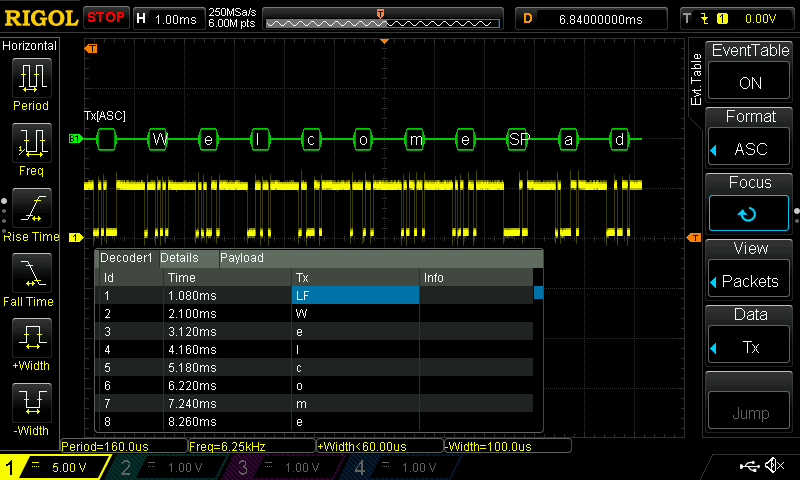 RIGOL STOP H 1.00ms 250MSa/s 6.00M pts T D 6.84000000ms T 1 0.00V
Horizontal
Period
Freq
Rise Time
Fall Time
+Width
-Width
T
Tx[ASC]
B1 W e l c o m e SP a d
1
T
Decoder1 Details Payload
Id Time Tx Info
1 1.080ms LF
2 2.100ms W
3 3.120ms e
4 4.160ms l
5 5.180ms c
6 6.220ms o
7 7.240ms m
8 8.260ms e
Evt. Table
EventTable
ON
Format
ASC
Focus
View
Packets
Data
Tx
Jump
Period=160.0us Freq=6.25kHz +Width<60.00us -Width=100.0us
1 5.00 V 2 1.00 V 3 1.00 V 4 1.00 V